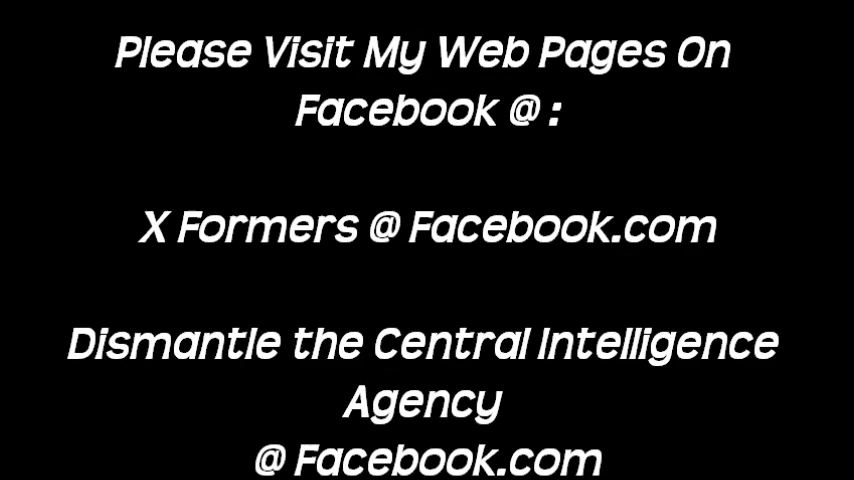 Please Visit My Web Pages On
Facebook @ :
X Formers @ Facebook.com
Dismantle the Central Intelligence
Agency
@ Facebook.com